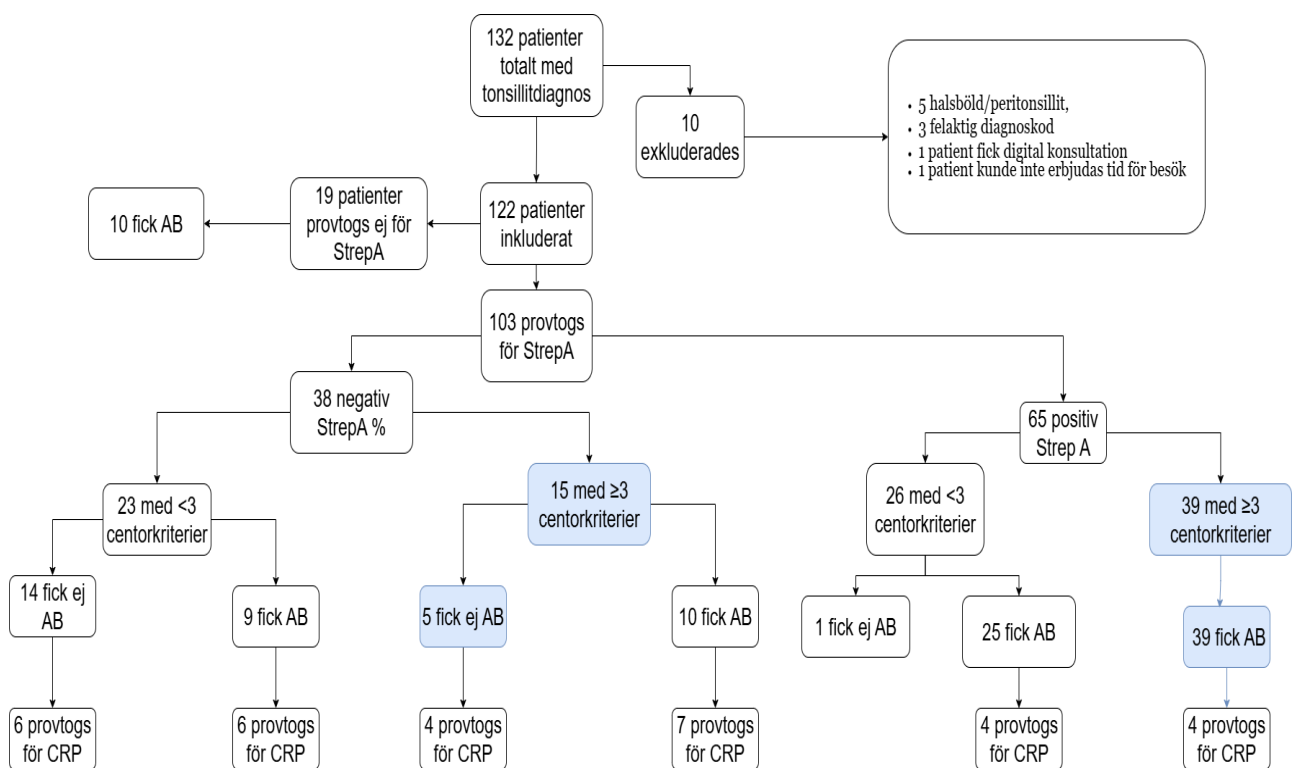 132 patienter
totalt med
tonsillitdiagnos
10
exkluderades
• 5 halsböld/peritonsillit,
• 3 felaktig diagnoskod
• 1 patient fick digital konsultation
• 1 patient kunde inte erbjudas tid för besök
10 fick AB
19 patienter
provtogs ej för
StrepA
122 patienter
inkluderat
103 provtogs
för StrepA
38 negativ
StrepA %
65 positiv
Strep A
23 med <3
centorkriterier
15 med ≥3
centorkriterier
26 med <3
centorkriterier
39 med ≥3
centorkriterier
14 fick ej
AB
9 fick AB
5 fick ej AB
10 fick AB
1 fick ej AB
25 fick AB
39 fick AB
6 provtogs
för CRP
6 provtogs
för CRP
4 provtogs
för CRP
7 provtogs
för CRP
4 provtogs
för CRP
4 provtogs
för CRP